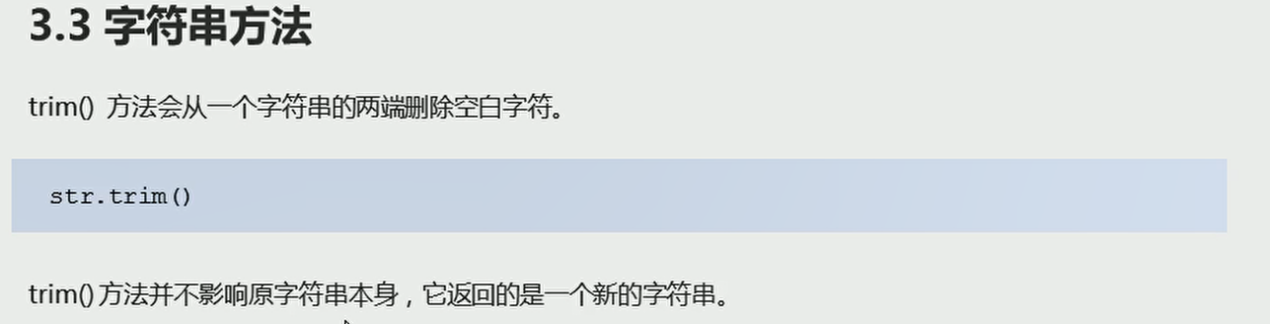 3.3 字符串方法
trim() 方法会从一个字符串的两端删除空白字符。
str.trim()
trim()方法并不影响原字符串本身，它返回的是一个新的字符串。